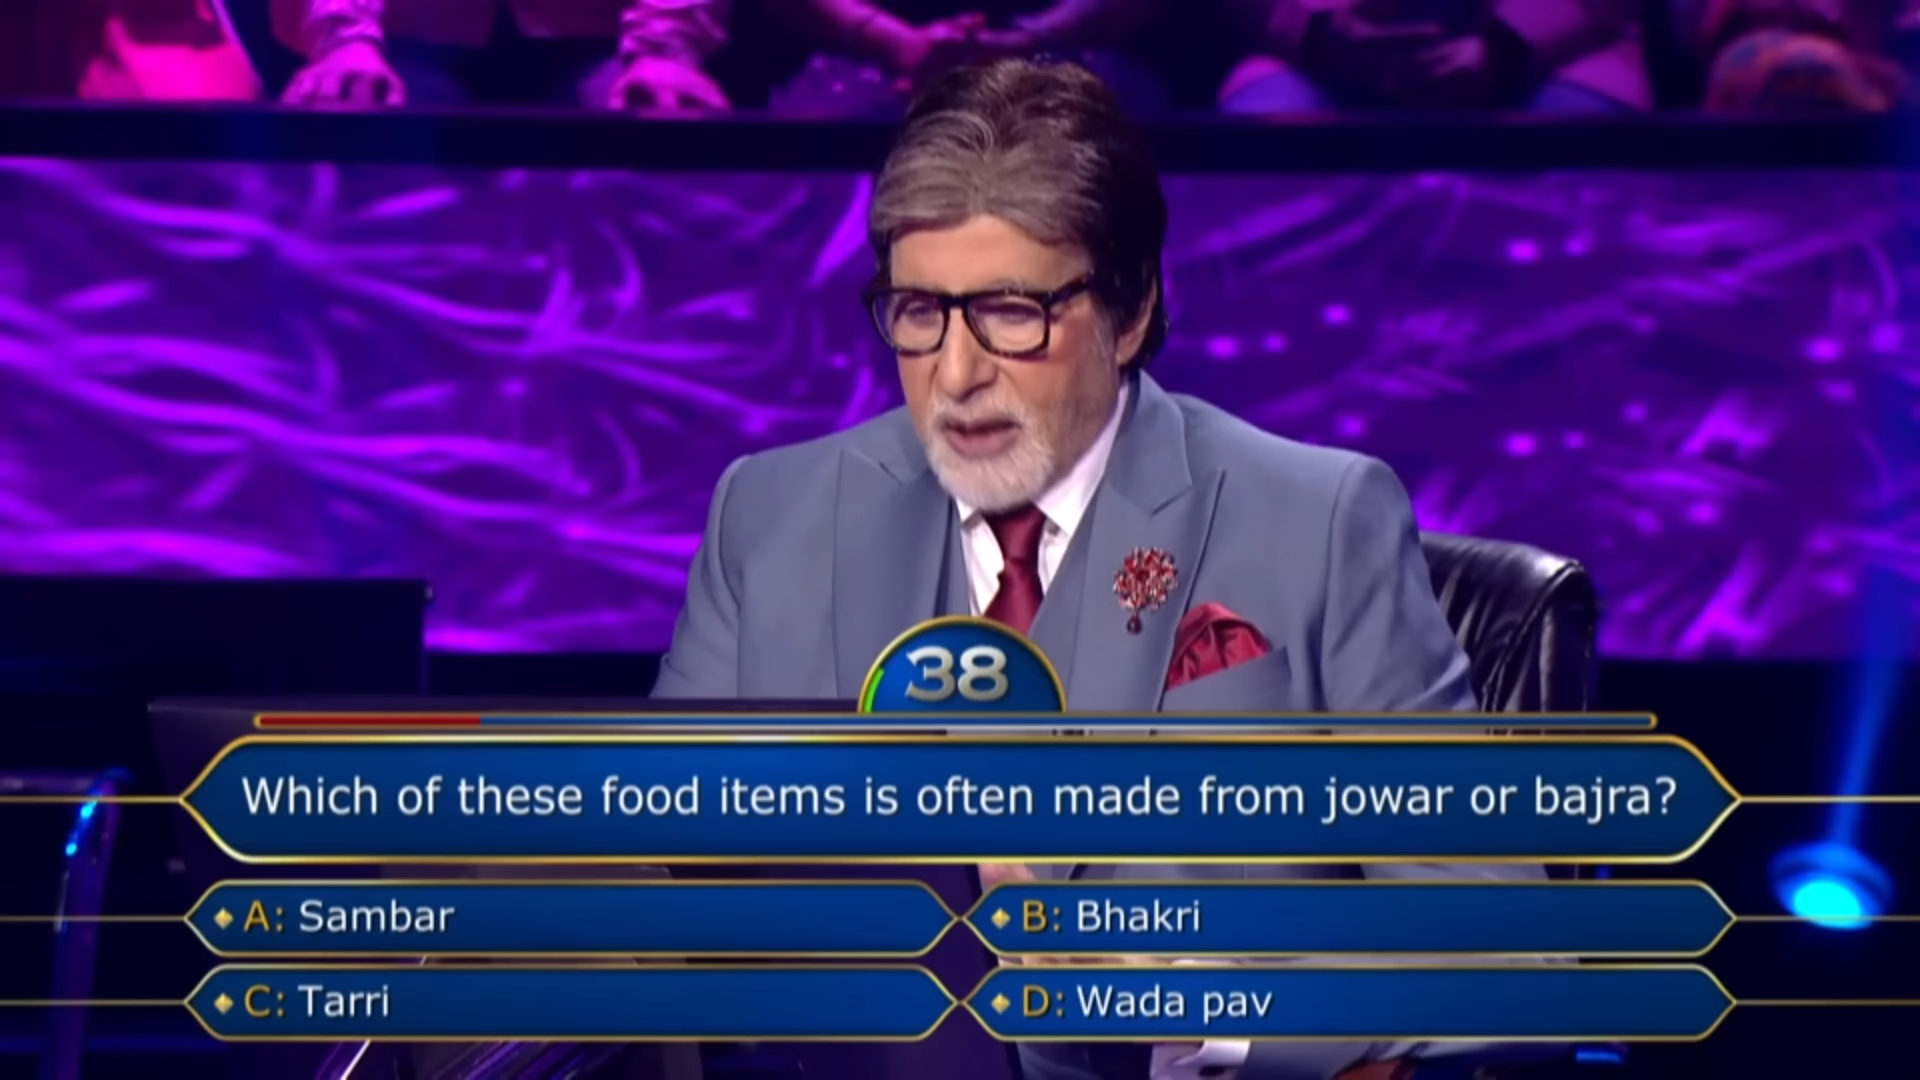 38
Which of these food items is often made from jowar or bajra?
A: Sambar
B: Bhakri
C: Tarri
D: Wada pav